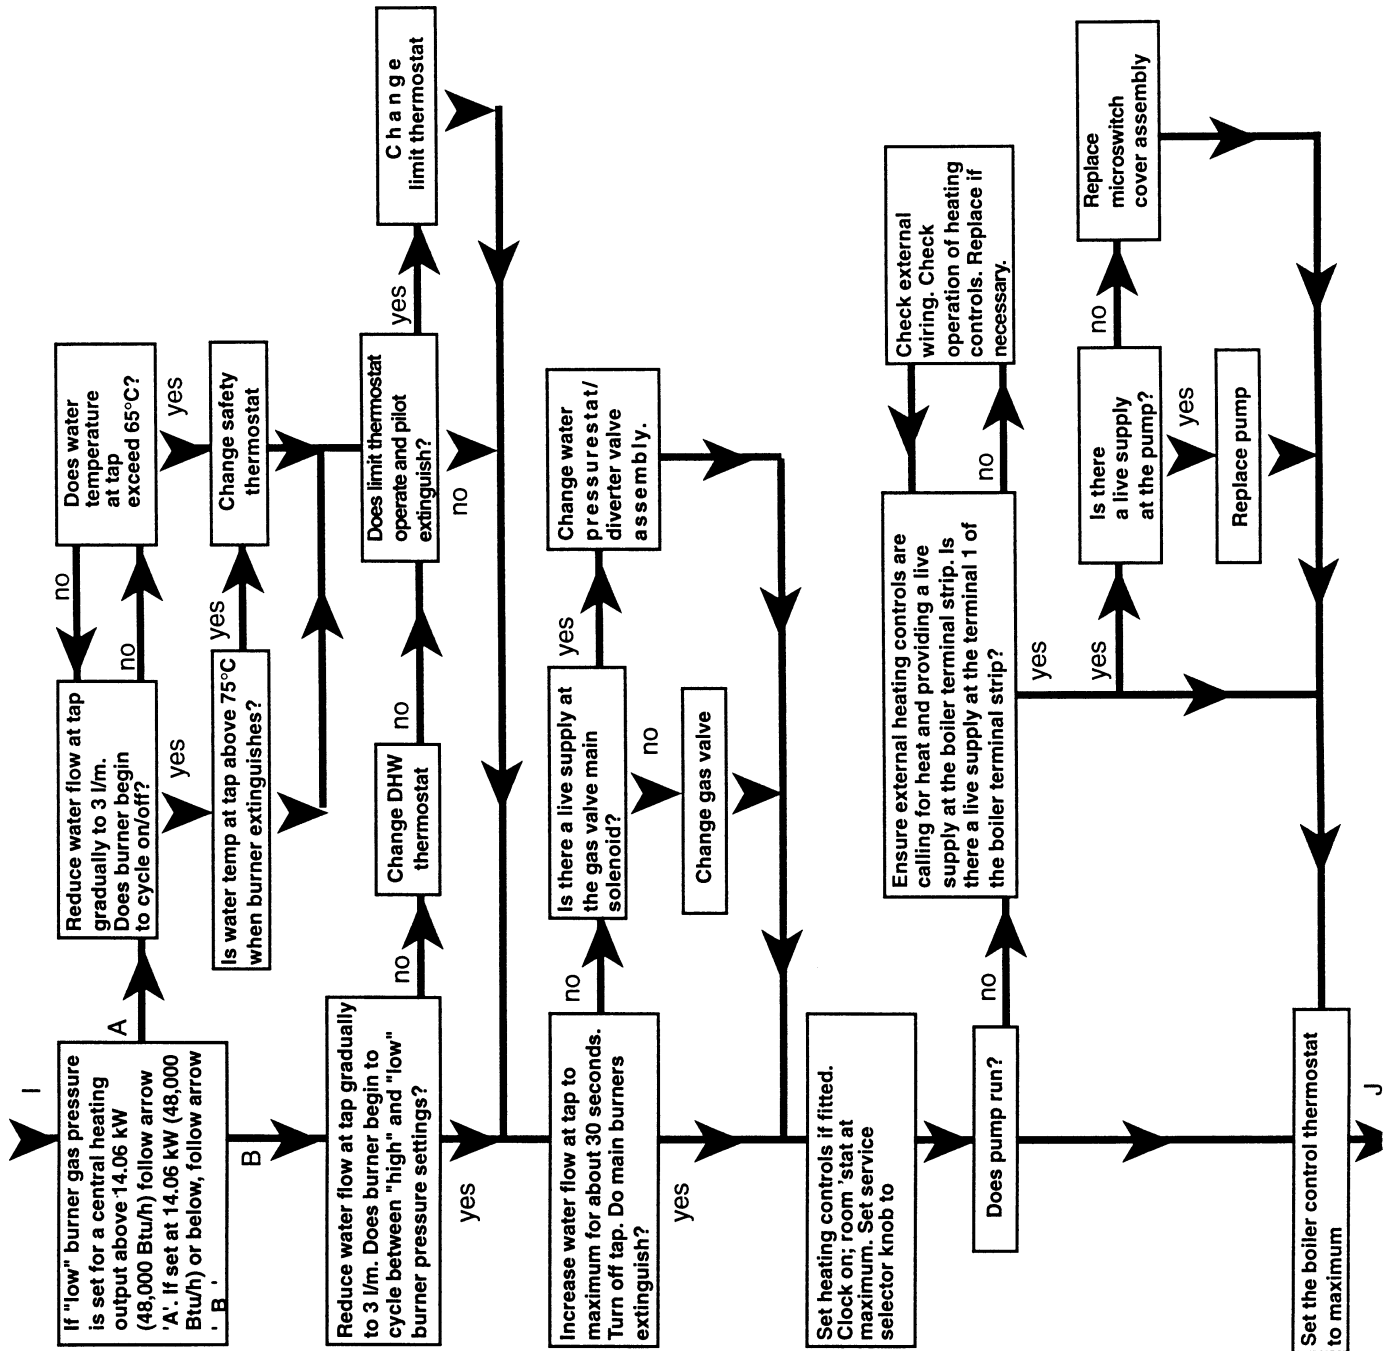 I
If "low" burner gas pressure
is set for a central heating
output above 14.06 kW
(48,000 Btu/h) follow arrow
'A'. If set at 14.06 kW (48,000
Btu/h) or below, follow arrow
' B '
A
B
Reduce water flow at tap
gradually to 3 l/m.
Does burner begin
to cycle on/off?
no
no
yes
Does water
temperature
at tap
exceed 65°C?
yes
Is water temp at tap above 75°C
when burner extinguishes?
yes
Change safety
thermostat
Reduce water flow at tap gradually
to 3 l/m. Does burner begin to
cycle between "high" and "low"
burner pressure settings?
no
yes
Change DHW
thermostat
no
Does limit thermostat
operate and pilot
extinguish?
yes
no
C h a n g e
limit thermostat
Increase water flow at tap to
maximum for about 30 seconds.
Turn off tap. Do main burners
extinguish?
no
yes
Is there a live supply at
the gas valve main
solenoid?
yes
no
Change water
pressurestat/
diverter valve
assembly.
Change gas valve
Set heating controls if fitted.
Clock on; room 'stat at
maximum. Set service
selector knob to
Does pump run?
no
Ensure external heating controls are
calling for heat and providing a live
supply at the boiler terminal strip. Is
there a live supply at the terminal 1 of
the boiler terminal strip?
no
yes
yes
Check external
wiring. Check
operation of heating
controls. Replace if
necessary.
Is there
a live supply
at the pump?
no
yes
Replace
microswitch
cover assembly
Replace pump
Set the boiler control thermostat
to maximum
J